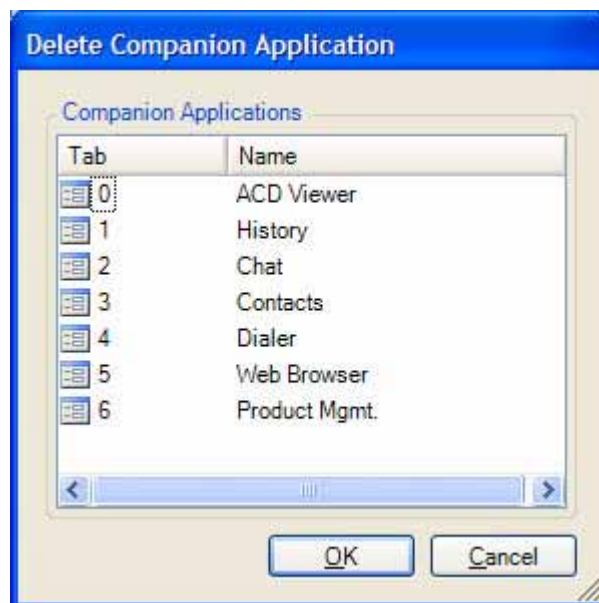 Delete Companion Application
Companion Applications
Tab Name
0 ACD Viewer
1 History
2 Chat
3 Contacts
4 Dialer
5 Web Browser
6 Product Mgmt.
OK Cancel